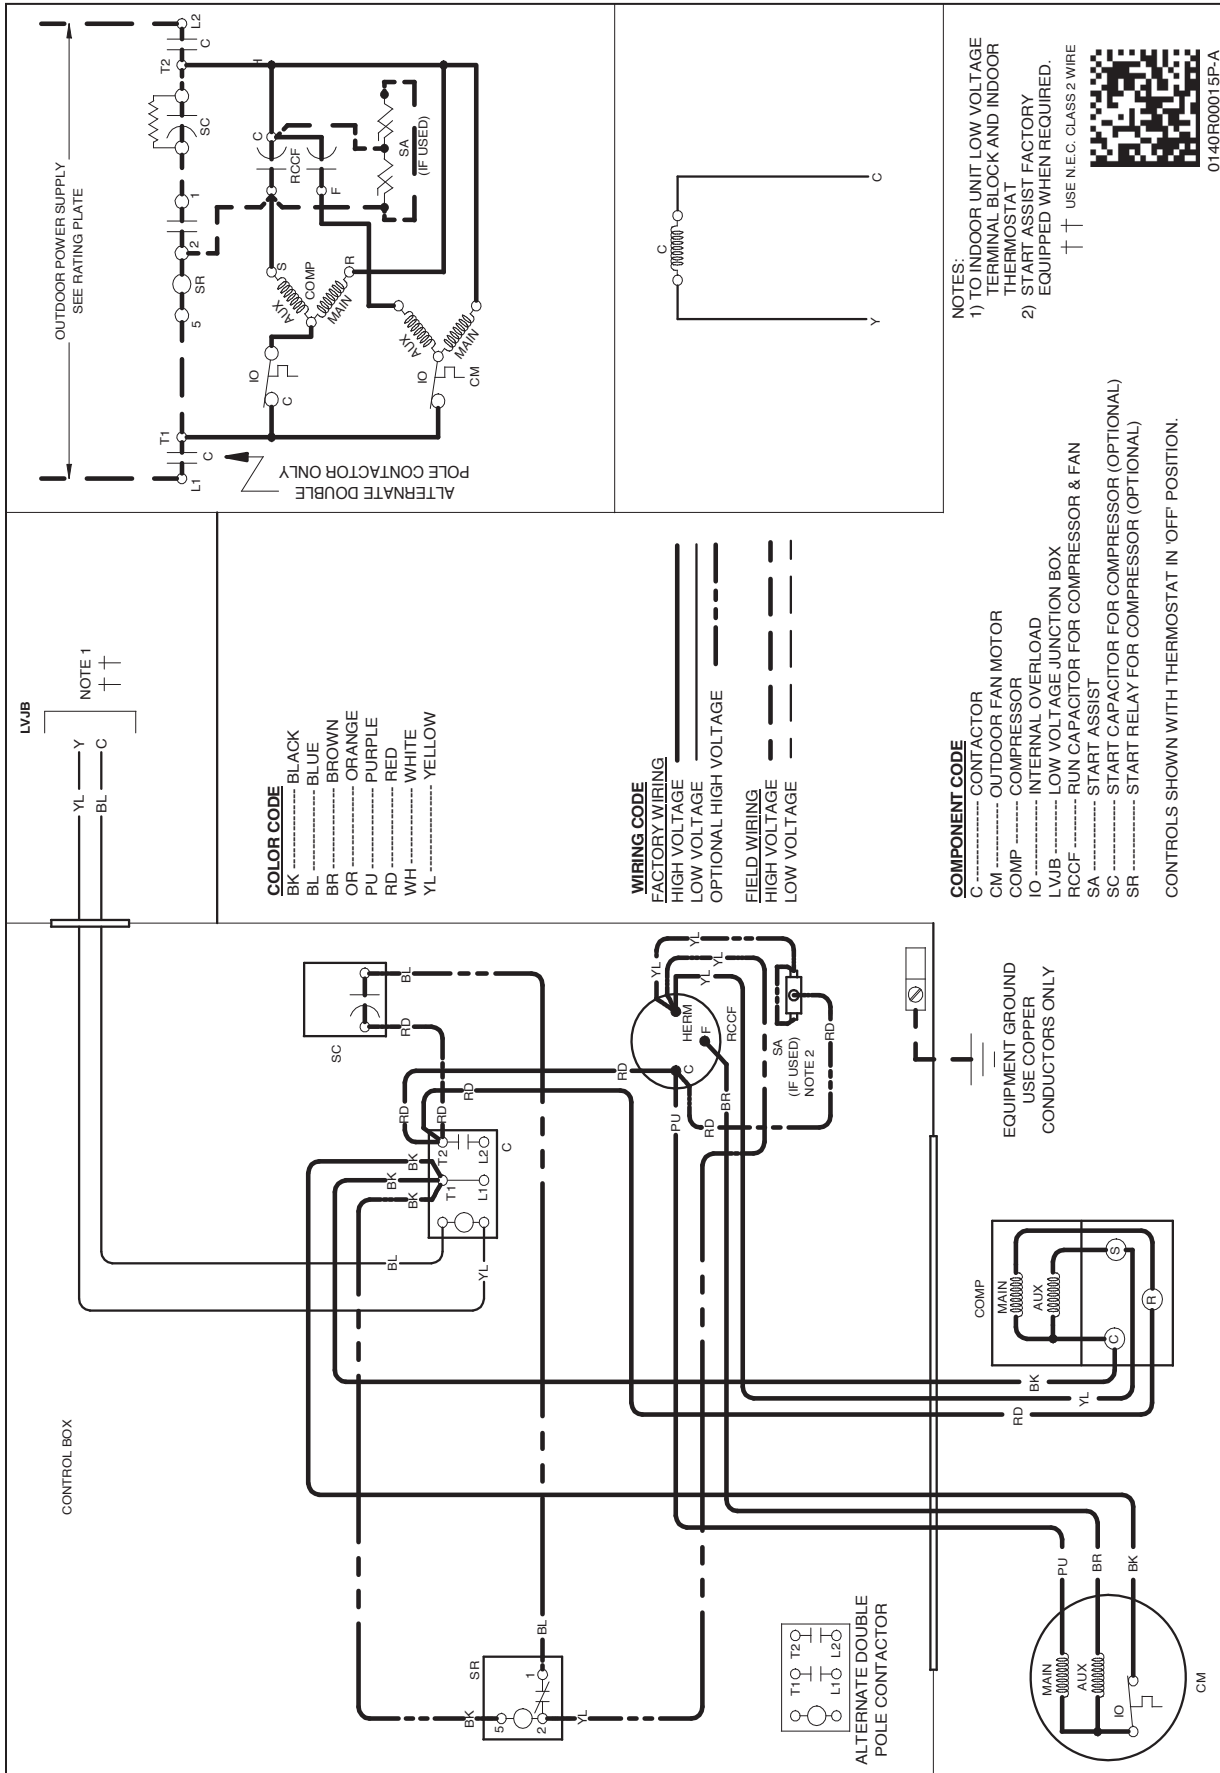 OUTDOOR POWER SUPPLY
SEE RATING PLATE
L1
C
T1
5
SR
2
1
SC
T2
C
L2
ALTERNATE DOUBLE
POLE CONTACTOR ONLY
C
IO
AUX
S
COMP
MAIN
R
RCCF
C
F
H
SA
(IF USED)
IO
AUX
MAIN
CM
C
Y
C
NOTES:
1) TO INDOOR UNIT LOW VOLTAGE
TERMINAL BLOCK AND INDOOR
THERMOSTAT
2) START ASSIST FACTORY
EQUIPPED WHEN REQUIRED.
†† USE N.E.C. CLASS 2 WIRE
0140R00015P-A
LVJB
NOTE 1
††
YL
Y
BL
C
COLOR CODE
BK ---------- BLACK
BL ---------- BLUE
BR ---------- BROWN
OR ---------- ORANGE
PU ---------- PURPLE
RD ---------- RED
WH ---------- WHITE
YL ---------- YELLOW
WIRING CODE
FACTORY WIRING
HIGH VOLTAGE
LOW VOLTAGE
OPTIONAL HIGH VOLTAGE
FIELD WIRING
HIGH VOLTAGE
LOW VOLTAGE
COMPONENT CODE
C ---------- CONTACTOR
CM ---------- OUTDOOR FAN MOTOR
COMP ---------- COMPRESSOR
IO ---------- INTERNAL OVERLOAD
LVJB ---------- LOW VOLTAGE JUNCTION BOX
RCCF ---------- RUN CAPACITOR FOR COMPRESSOR & FAN
SA ---------- START ASSIST
SC ---------- START CAPACITOR FOR COMPRESSOR (OPTIONAL)
SR ---------- START RELAY FOR COMPRESSOR (OPTIONAL)
CONTROLS SHOWN WITH THERMOSTAT IN 'OFF' POSITION.
CONTROL BOX
SC
RD
BL
BL
YL
BK
BK
BK
T1
T2
L1
L2
C
RD
RD
RD
RD
PU
C
HERM
F
RCCF
YL
YL
YL
YL
BR
RD
RD
SA
(IF USED)
NOTE 2
SR
BK
5
2
1
BL
YL
ALTERNATE DOUBLE
POLE CONTACTOR
T1
T2
L1
L2
EQUIPMENT GROUND
USE COPPER
CONDUCTORS ONLY
COMP
MAIN
AUX
C
S
R
BK
YL
RD
PU
BR
BK
MAIN
AUX
IO
CM